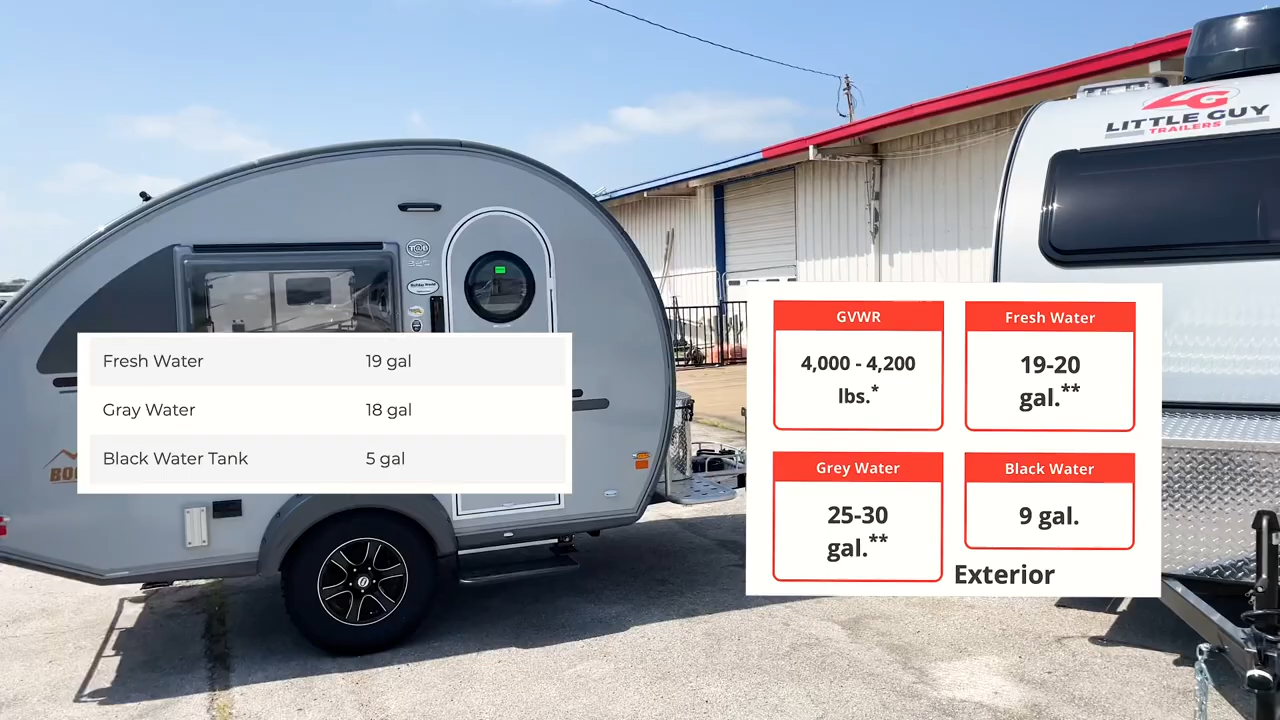 LG
LITTLE GUY
TRAILERS
T@B
Fresh Water 19 gal
Gray Water 18 gal
Black Water Tank 5 gal
GVWR
4,000 - 4,200
lbs.*
Fresh Water
19-20
gal.**
Grey Water
25-30
gal.**
Black Water
9 gal.
Exterior